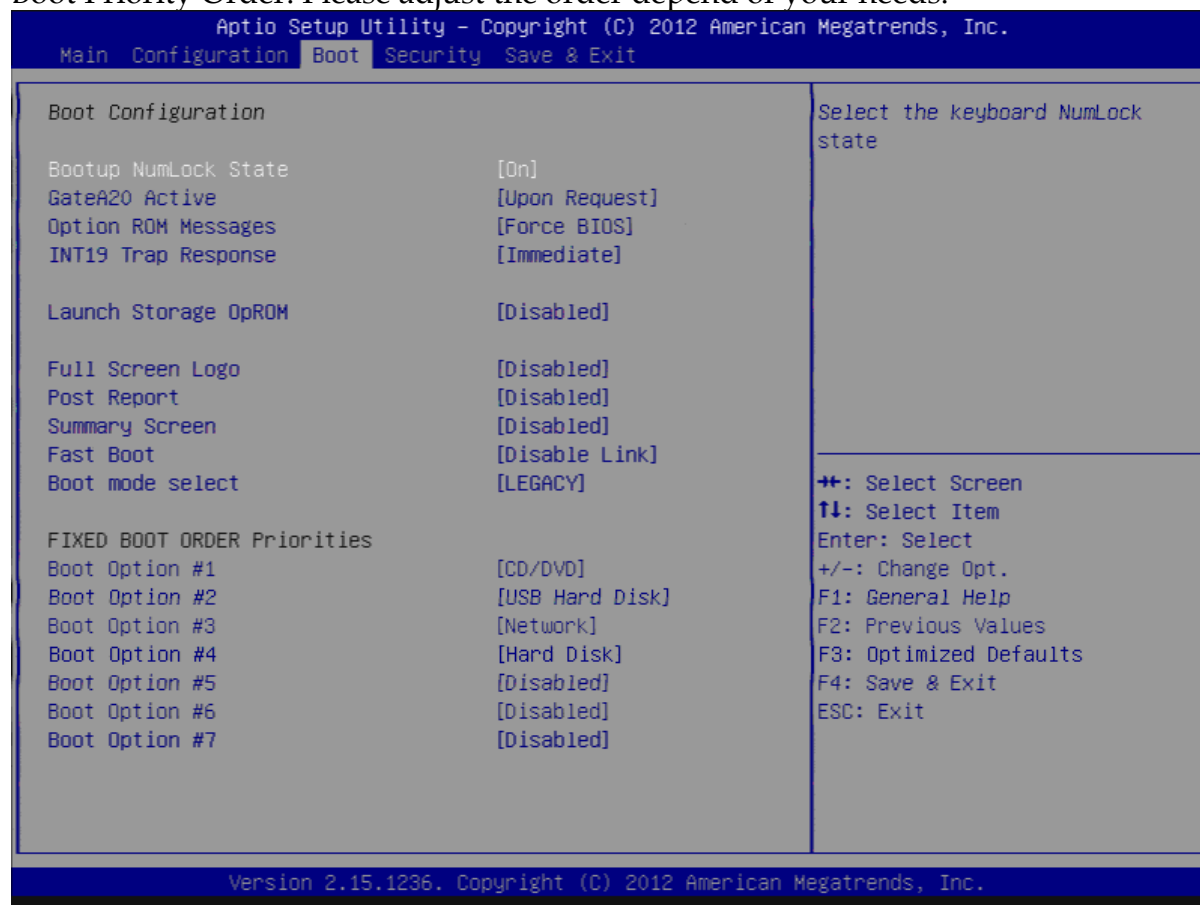 Boot Priority Order: Please adjust the order depend of your needs.
Aptio Setup Utility – Copyright (C) 2012 American Megatrends, Inc.
Main Configuration Boot Security Save & Exit
Boot Configuration
Bootup NumLock State [On]
GateA20 Active [Upon Request]
Option ROM Messages [Force BIOS]
INT19 Trap Response [Immediate]
Launch Storage OpROM [Disabled]
Full Screen Logo [Disabled]
Post Report [Disabled]
Summary Screen [Disabled]
Fast Boot [Disable Link]
Boot mode select [LEGACY]
FIXED BOOT ORDER Priorities
Boot Option #1 [CD/DVD]
Boot Option #2 [USB Hard Disk]
Boot Option #3 [Network]
Boot Option #4 [Hard Disk]
Boot Option #5 [Disabled]
Boot Option #6 [Disabled]
Boot Option #7 [Disabled]
Select the keyboard NumLock
state
→←: Select Screen
↑↓: Select Item
Enter: Select
+/-: Change Opt.
F1: General Help
F2: Previous Values
F3: Optimized Defaults
F4: Save & Exit
ESC: Exit
Version 2.15.1236. Copyright (C) 2012 American Megatrends, Inc.